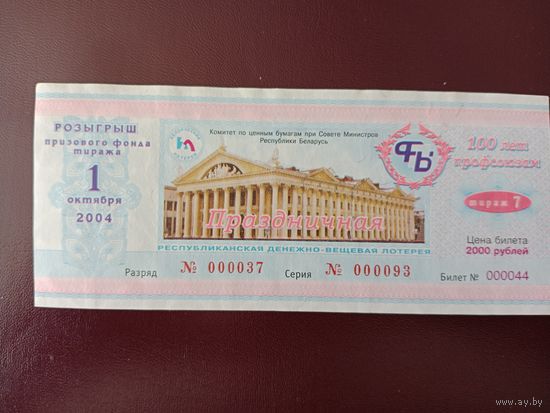 РОЗЫГРЫШ
призового фонда
тиража
1
октября
2004
Комитет по ценным бумагам при Совете Министров
Республики Беларусь
Праздничная
РЕСПУБЛИКАНСКАЯ ДЕНЕЖНО-ВЕЩЕВАЯ ЛОТЕРЕЯ
Разряд № 000037 Серия № 000093
ФБ
100 лет
профсоюзам
тираж 7
Цена билета
2000 рублей
Билет № 000044
www.ay.by